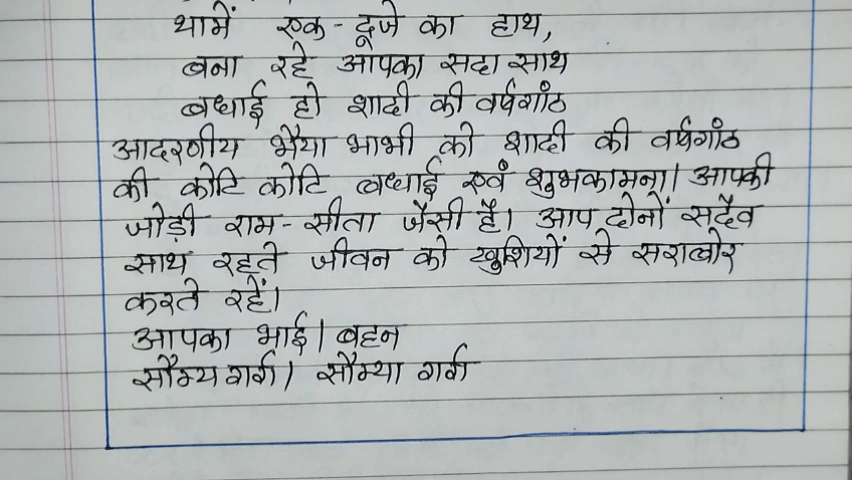 थामें एक-दूजे का हाथ,
बना रहे आपका सदा साथ
बधाई हो शादी की वर्षगाँठ
आदरणीय भैया भाभी को शादी की वर्षगाँठ
की कोटि कोटि बधाई एवं शुभकामना। आपकी
जोड़ी राम-सीता जैसी है। आप दोनों सदैव
साथ रहते जीवन को खुशियों से सराबोर
करते रहें।
आपका भाई। बहन
सौम्य गर्ग। सौम्या गर्ग